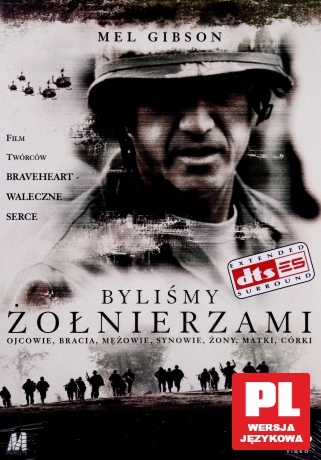 MEL GIBSON
FILM
TWÓRCÓW
BRAVEHEART -
WALECZNE
SERCE
EXTENDED
dts ES
SURROUND
BYLIŚMY
ŻOŁNIERZAMI
OJCOWIE, BRACIA, MĘŻOWIE, SYNOWIE, ŻONY, MATKI, CÓRKI
PL
WERSJA
JĘZYKOWA
M
VIDEO